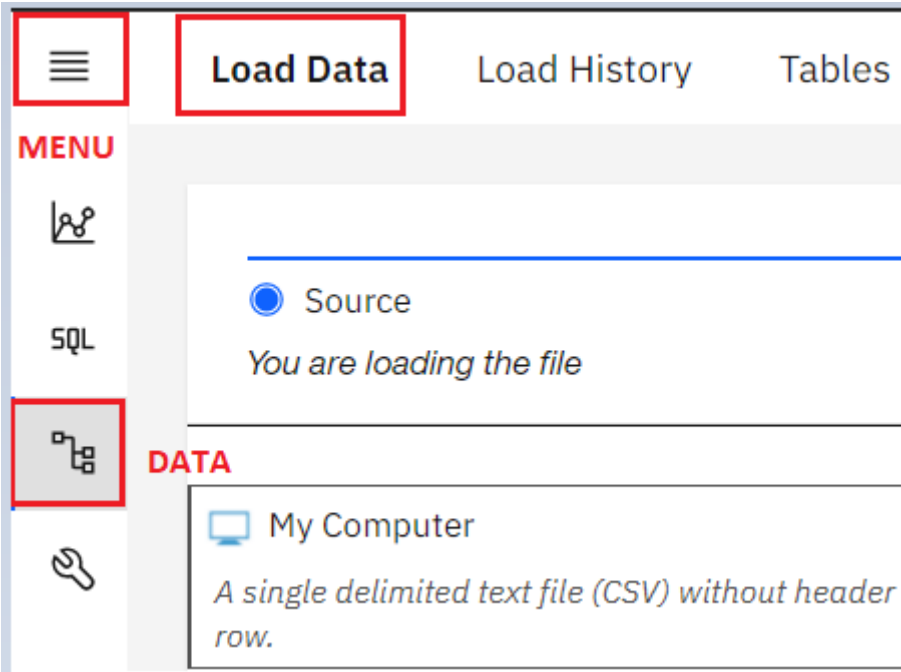 Load Data Load History Tables
MENU
SQL
Source
You are loading the file
DATA
My Computer
A single delimited text file (CSV) without header
row.